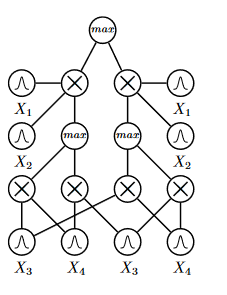 max
X₁ X₁
max max
X₂ X₂
X₃ X₄ X₃ X₄